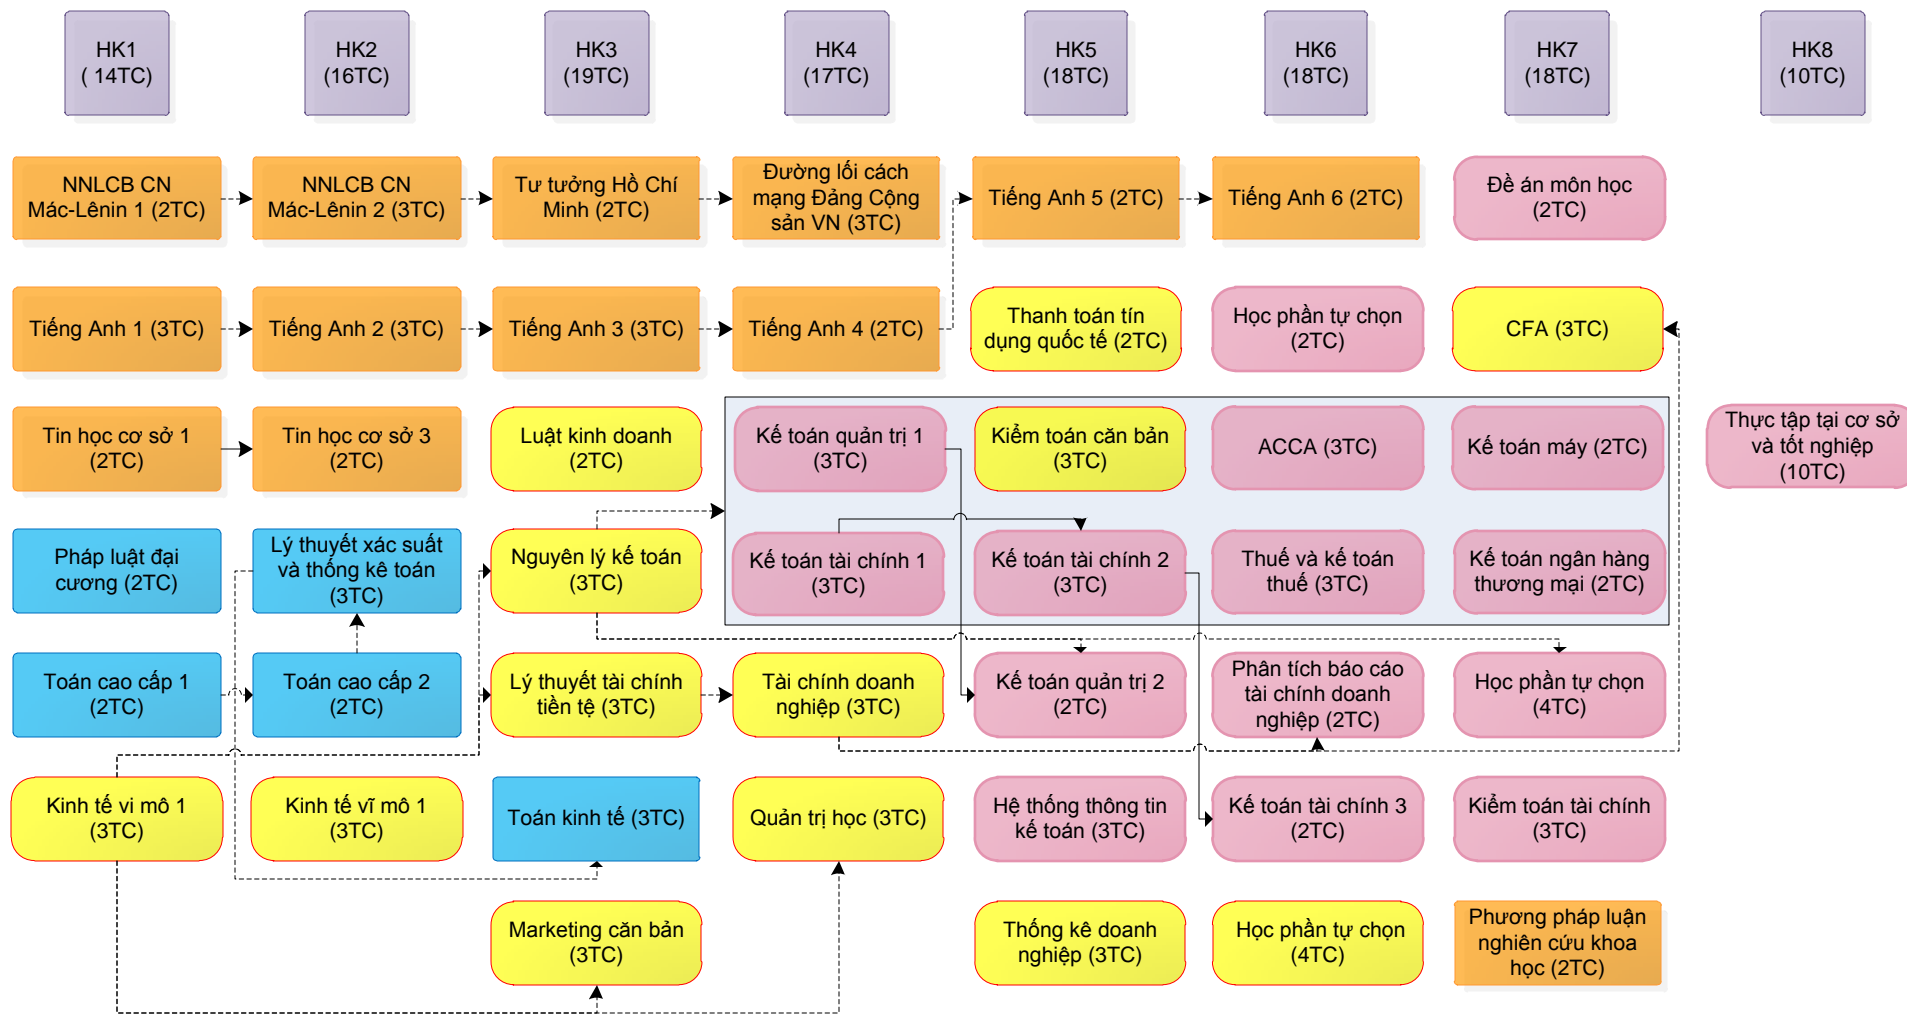 HK1
( 14TC)
HK2
(16TC)
HK3
(19TC)
HK4
(17TC)
HK5
(18TC)
HK6
(18TC)
HK7
(18TC)
HK8
(10TC)
NNLCB CN
Mác-Lênin 1 (2TC)
NNLCB CN
Mác-Lênin 2 (3TC)
Tư tưởng Hồ Chí
Minh (2TC)
Đường lối cách
mạng Đảng Cộng
sản VN (3TC)
Tiếng Anh 5 (2TC)
Tiếng Anh 6 (2TC)
Đề án môn học
(2TC)
Tiếng Anh 1 (3TC)
Tiếng Anh 2 (3TC)
Tiếng Anh 3 (3TC)
Tiếng Anh 4 (2TC)
Thanh toán tín
dụng quốc tế (2TC)
Học phần tự chọn
(2TC)
CFA (3TC)
Tin học cơ sở 1
(2TC)
Tin học cơ sở 3
(2TC)
Luật kinh doanh
(2TC)
Kế toán quản trị 1
(3TC)
Kiểm toán căn bản
(3TC)
ACCA (3TC)
Kế toán máy (2TC)
Thực tập tại cơ sở
và tốt nghiệp
(10TC)
Pháp luật đại
cương (2TC)
Lý thuyết xác suất
và thống kê toán
(3TC)
Nguyên lý kế toán
(3TC)
Kế toán tài chính 1
(3TC)
Kế toán tài chính 2
(3TC)
Thuế và kế toán
thuế (3TC)
Kế toán ngân hàng
thương mại (2TC)
Toán cao cấp 1
(2TC)
Toán cao cấp 2
(2TC)
Lý thuyết tài chính
tiền tệ (3TC)
Tài chính doanh
nghiệp (3TC)
Kế toán quản trị 2
(2TC)
Phân tích báo cáo
tài chính doanh
nghiệp (2TC)
Học phần tự chọn
(4TC)
Kinh tế vi mô 1
(3TC)
Kinh tế vĩ mô 1
(3TC)
Toán kinh tế (3TC)
Quản trị học (3TC)
Hệ thống thông tin
kế toán (3TC)
Kế toán tài chính 3
(2TC)
Kiểm toán tài chính
(3TC)
Marketing căn bản
(3TC)
Thống kê doanh
nghiệp (3TC)
Học phần tự chọn
(4TC)
Phương pháp luận
nghiên cứu khoa
học (2TC)